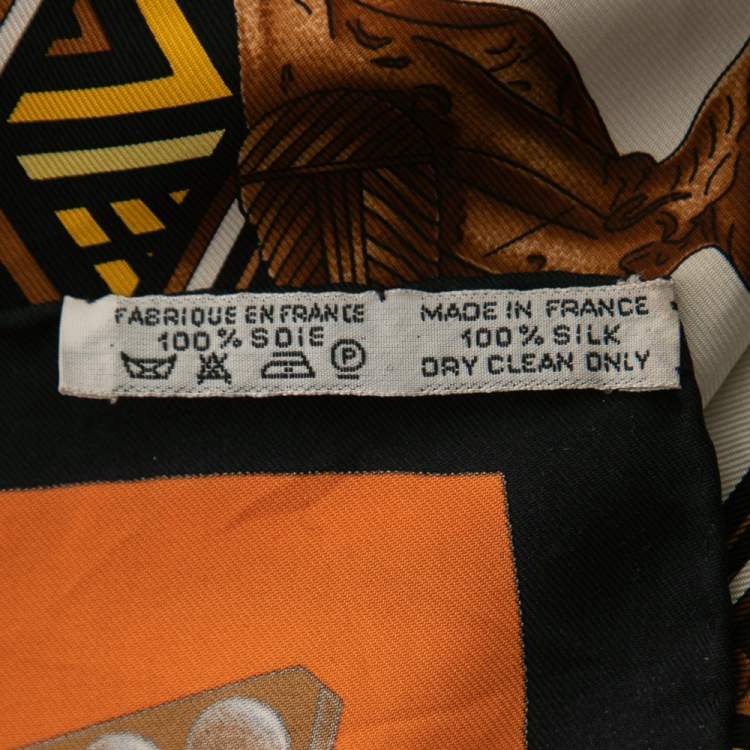 FABRIQUE EN FRANCE
100% SOIE
P
MADE IN FRANCE
100% SILK
DRY CLEAN ONLY